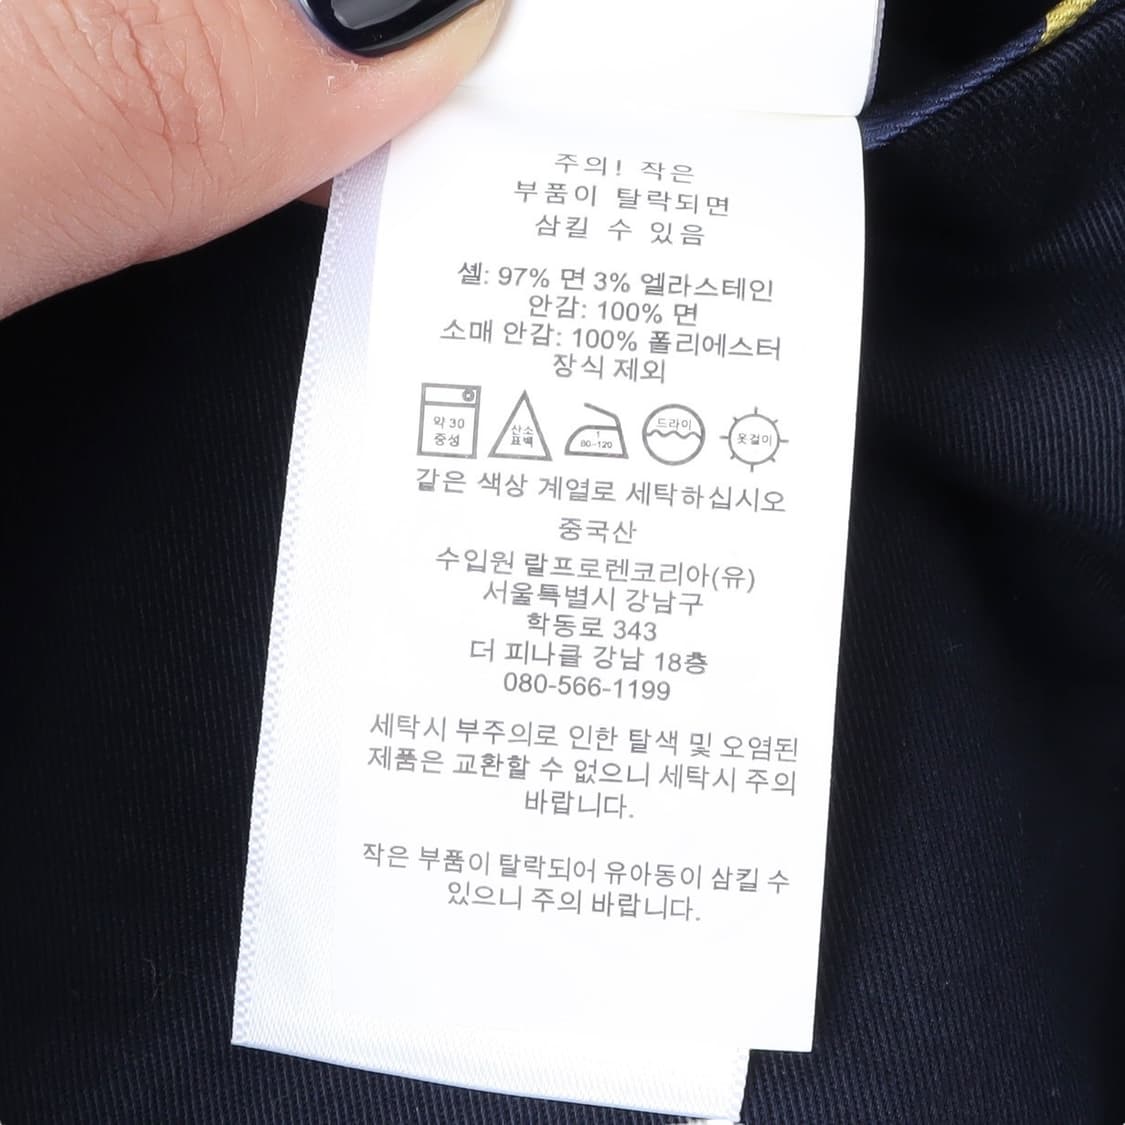 주의! 작은
부품이 탈락되면
삼킬 수 있음
셸: 97% 면 3% 엘라스테인
안감: 100% 면
소매 안감: 100% 폴리에스터
장식 제외
약 30
중성
산소
표백
1
80-120
드라이
옷걸이
같은 색상 계열로 세탁하십시오
중국산
수입원 랄프로렌코리아(유)
서울특별시 강남구
학동로 343
더 피나클 강남 18층
080-566-1199
세탁시 부주의로 인한 탈색 및 오염된
제품은 교환할 수 없으니 세탁시 주의
바랍니다.
작은 부품이 탈락되어 유아동이 삼킬 수
있으니 주의 바랍니다.